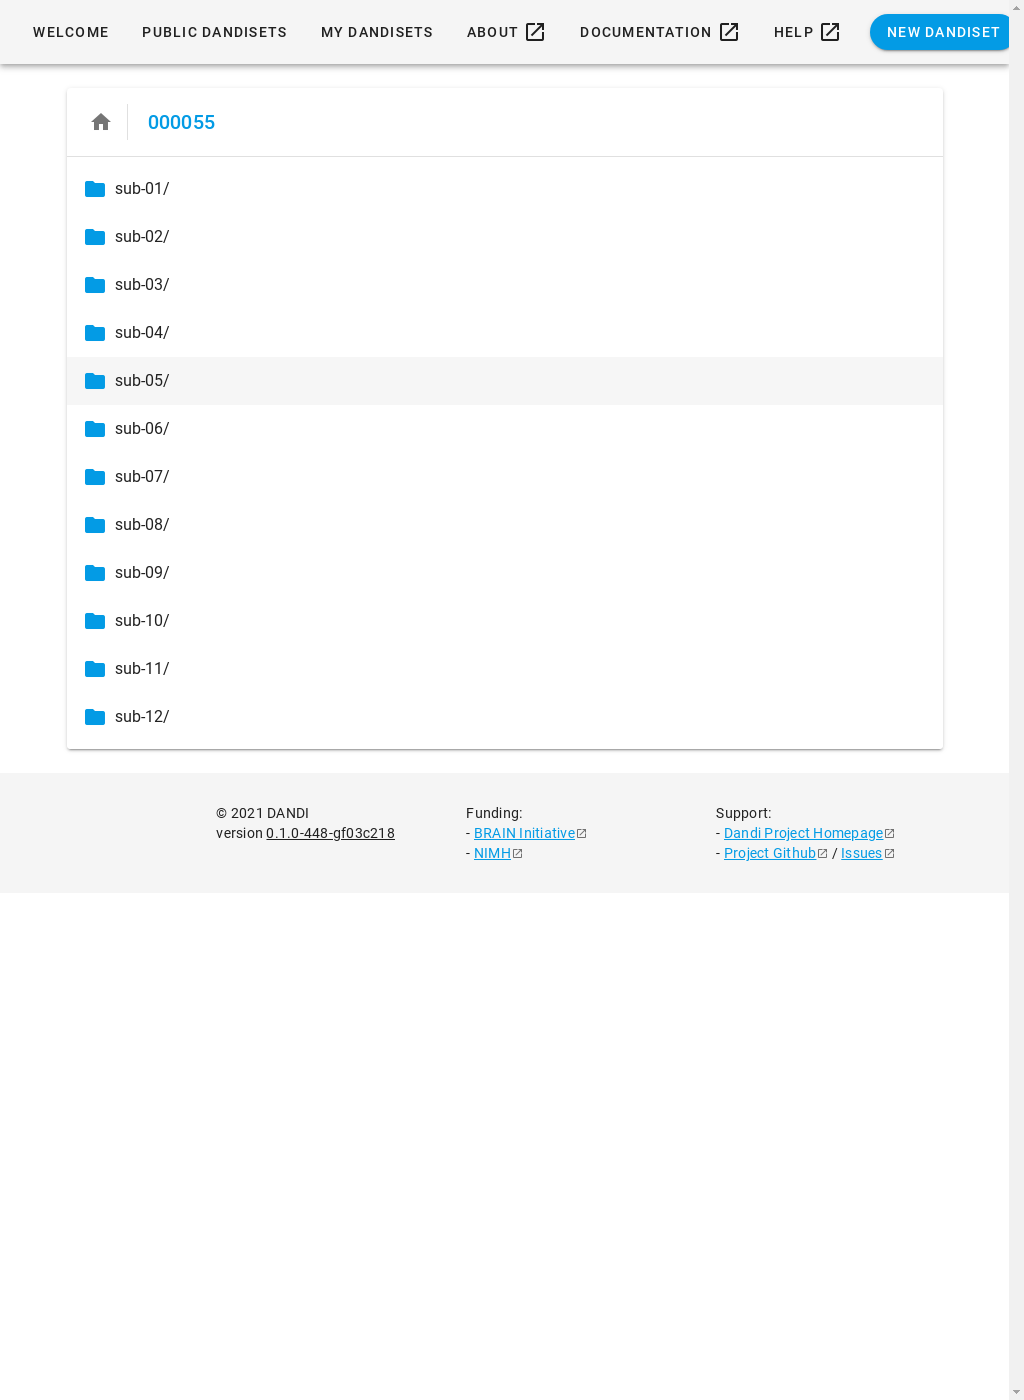 WELCOME PUBLIC DANDISETS MY DANDISETS ABOUT DOCUMENTATION HELP NEW DANDISET
000055
sub-01/
sub-02/
sub-03/
sub-04/
sub-05/
sub-06/
sub-07/
sub-08/
sub-09/
sub-10/
sub-11/
sub-12/
© 2021 DANDI
version 0.1.0-448-gf03c218
Funding:
- BRAIN Initiative
- NIMH
Support:
- Dandi Project Homepage
- Project Github / Issues